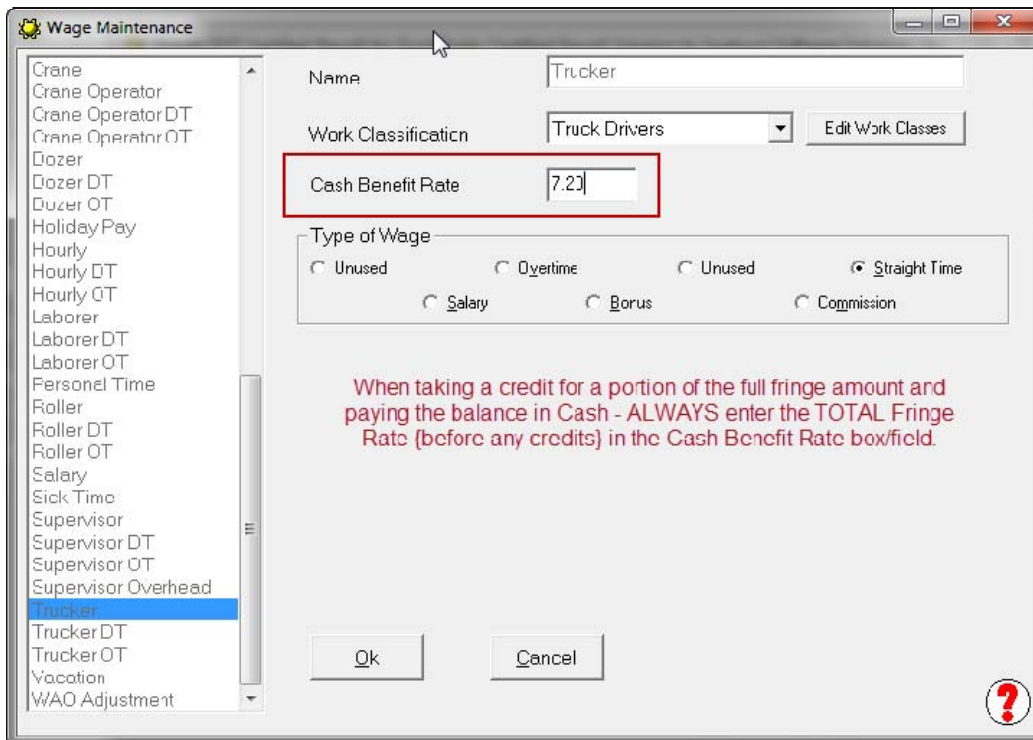 Wage Maintenance
Crane
Crane Operator
Crane Operator DT
Crane Operator OT
Dozer
Dozer DT
Dozer OT
Holiday Pay
Hourly
Hourly DT
Hourly OT
Laborer
Laborer DT
Laborer OT
Personal Time
Roller
Roller DT
Roller OT
Salary
Sick Time
Supervisor
Supervisor DT
Supervisor OT
Supervisor Overhead
Trucker
Trucker DT
Trucker OT
Vacation
WAO Adjustment
Name Trucker
Work Classification Truck Drivers Edit Work Classes
Cash Benefit Rate 7.20
Type of Wage
Unused Overtime Unused Straight Time
Salary Bonus Commission
When taking a credit for a portion of the full fringe amount and
paying the balance in Cash - ALWAYS enter the TOTAL Fringe
Rate {before any credits} in the Cash Benefit Rate box/field.
Ok Cancel
?